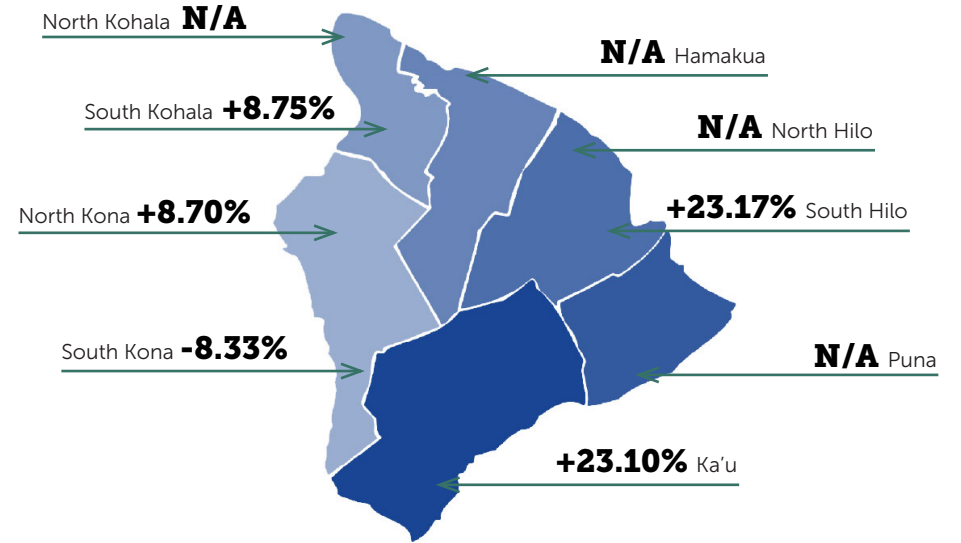 North Kohala N/A
N/A Hamakua
South Kohala +8.75%
N/A North Hilo
North Kona +8.70%
+23.17% South Hilo
South Kona -8.33%
N/A Puna
+23.10% Ka’u